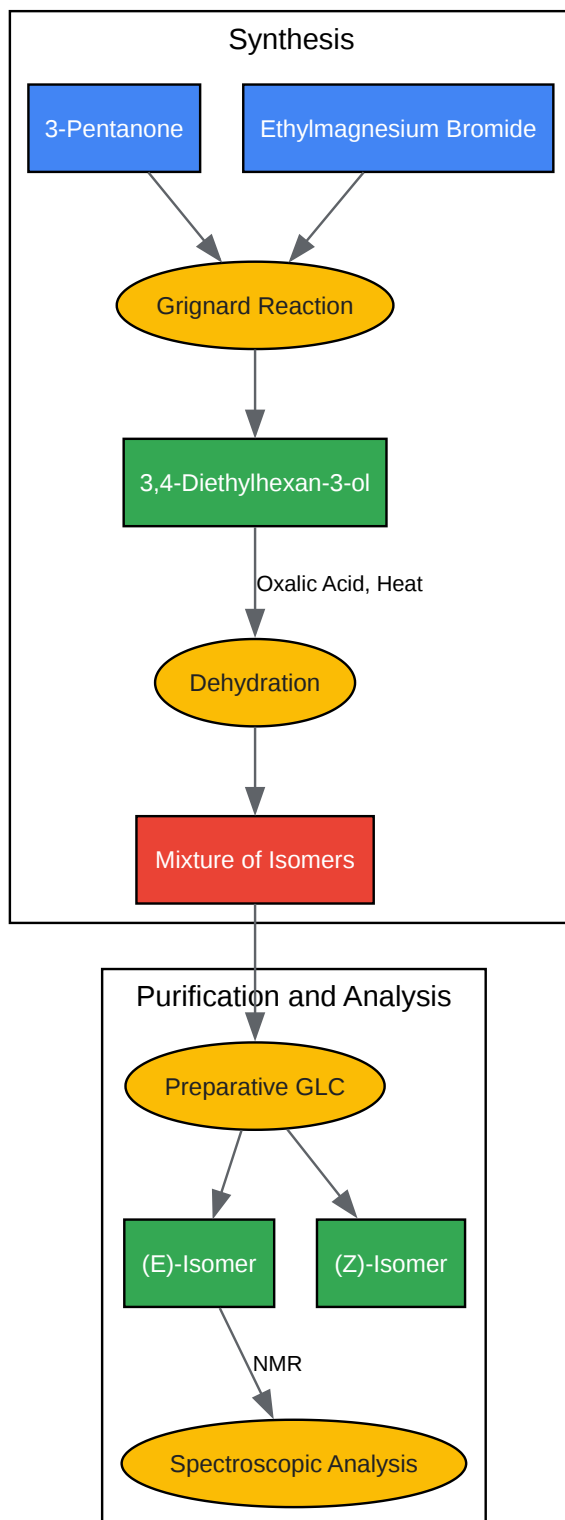 Synthesis
3-Pentanone
Ethylmagnesium Bromide
Grignard Reaction
3,4-Diethylhexan-3-ol
Oxalic Acid, Heat
Dehydration
Mixture of Isomers
Purification and Analysis
Preparative GLC
(E)-Isomer
(Z)-Isomer
NMR
Spectroscopic Analysis